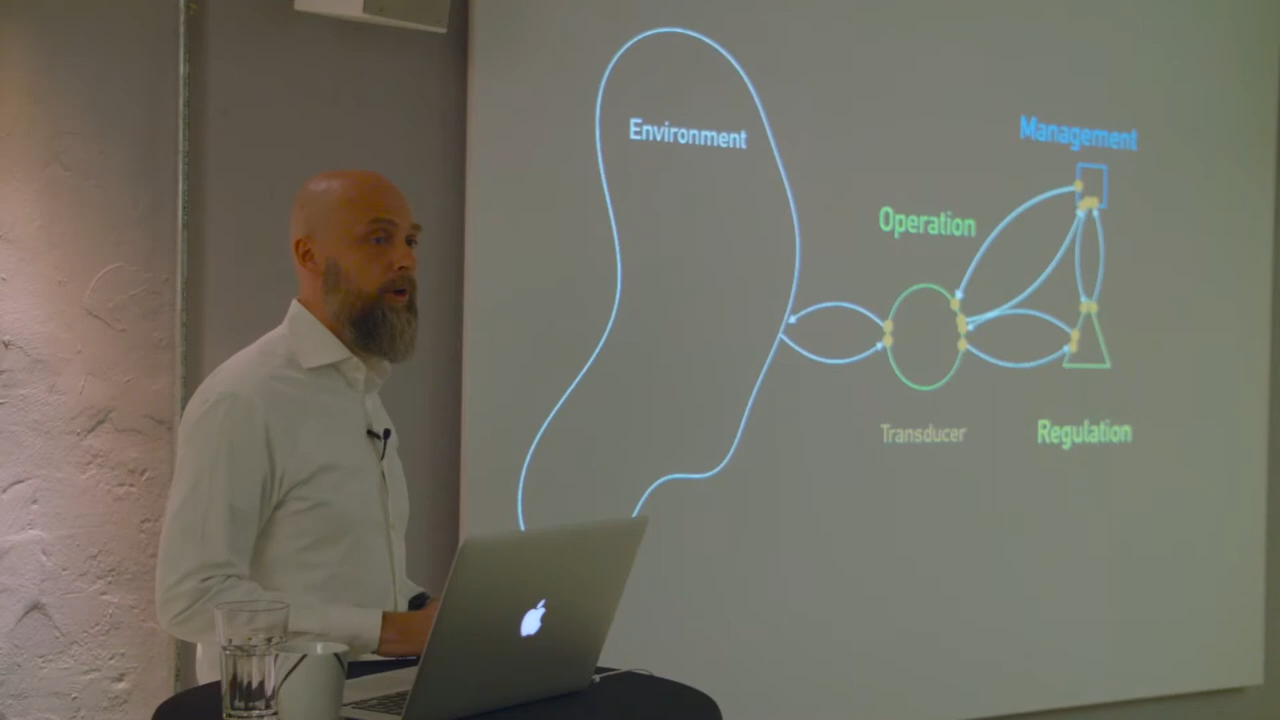 Environment
Management
Operation
Transducer
Regulation